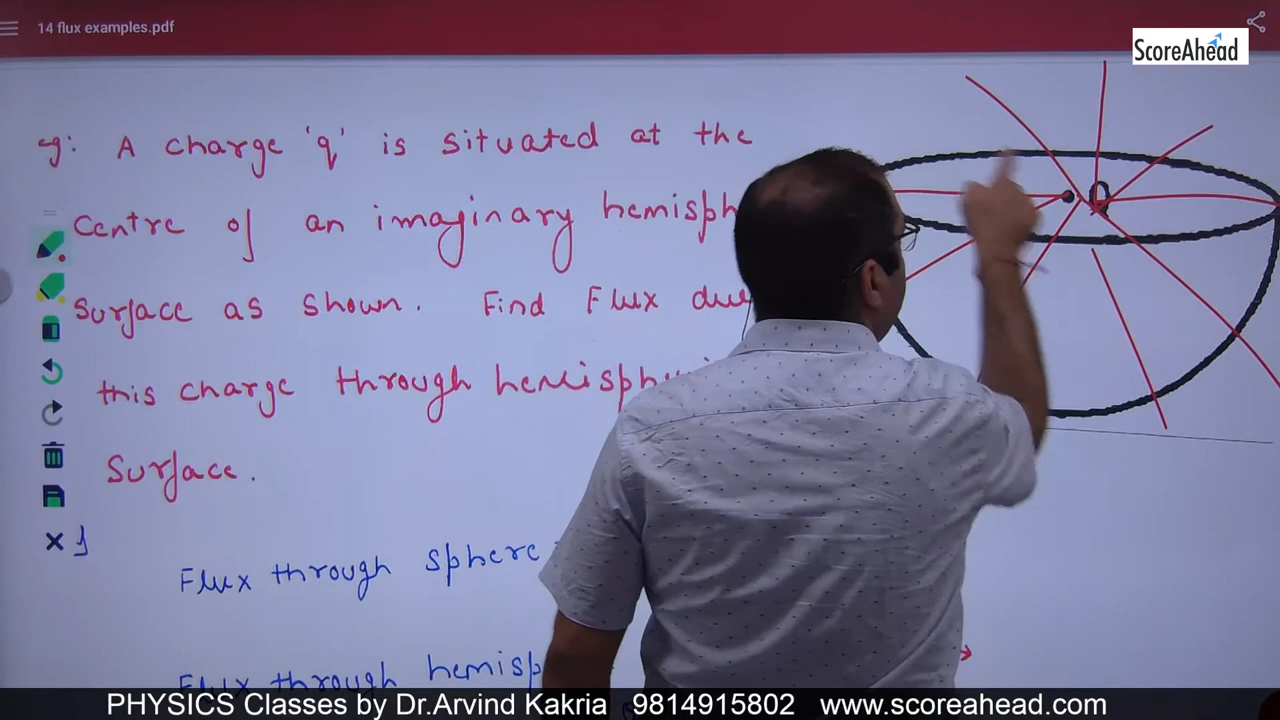 14 flux examples.pdf
ScoreAhead
eg: A charge 'q' is situated at the
Centre of an imaginary hemisph
Surface as shown. Find Flux due
this charge through hemisphe
Surface.
Flux through sphere
Flux through hemisp
PHYSICS Classes by Dr.Arvind Kakria 9814915802 www.scoreahead.com